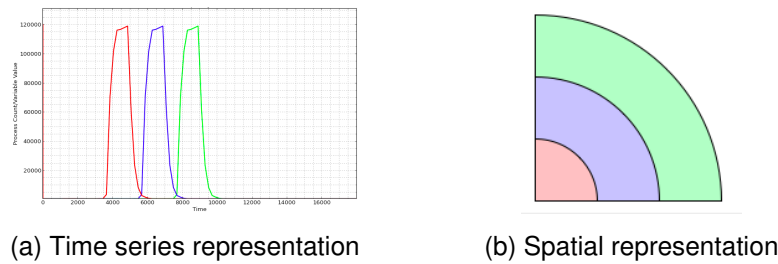 120000
100000
80000
60000
40000
20000
Process Count/Variable Value
0 2000 4000 6000 8000 10000 12000 14000 16000
Time
(a) Time series representation
(b) Spatial representation